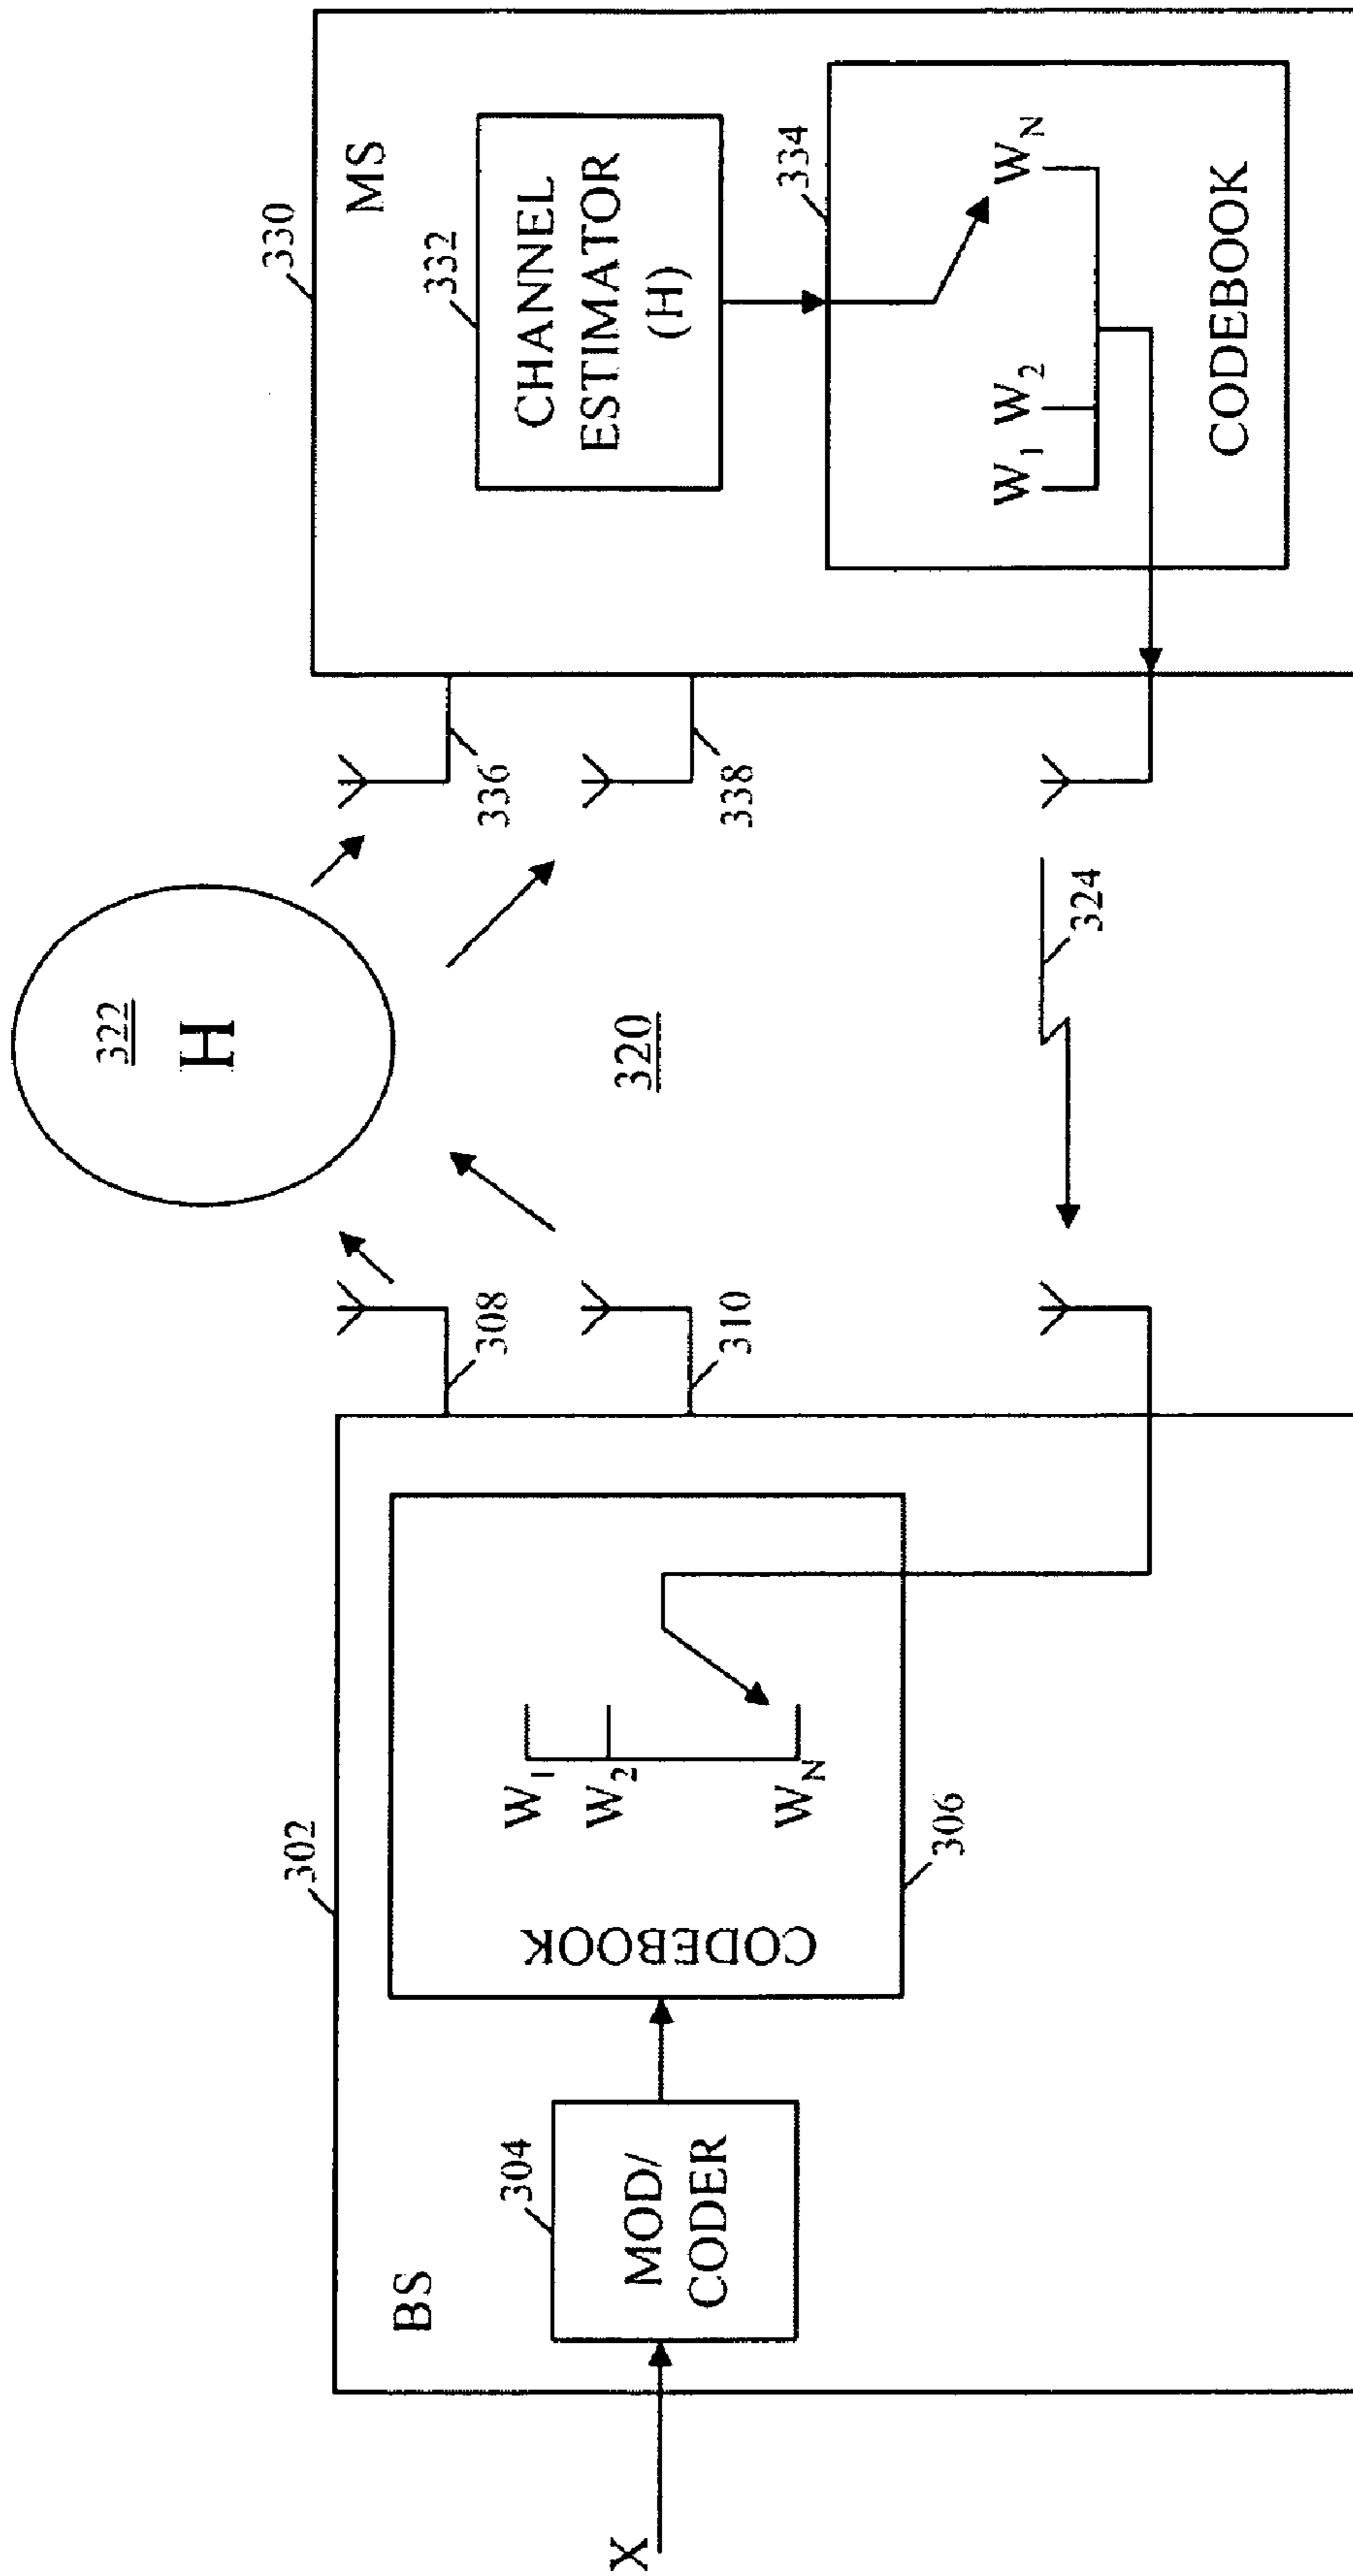 X
BS
302
304
MOD/
CODER
CODEBOOK
306
W1
W2
WN
308
310
322
H
320
324
336
338
330
MS
332
CHANNEL
ESTIMATOR
(H)
334
W1 W2 WN
CODEBOOK